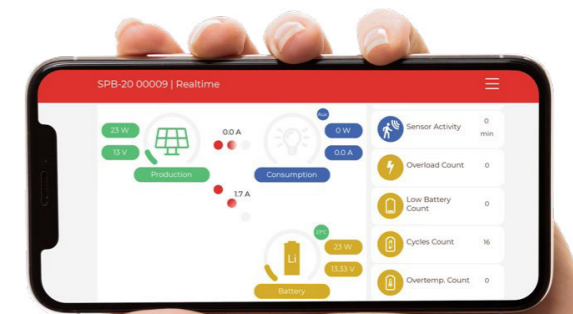 SPB-20 00009 | Realtime
23 W
13 V
Production
0.0 A
Aux
0 W
0.0 A
Consumption
1.7 A
23 W
13.33 V
Li
Battery
Sensor Activity
0 min
Overload Count
0
Low Battery
Count
0
Cycles Count
16
Overtemp. Count
0